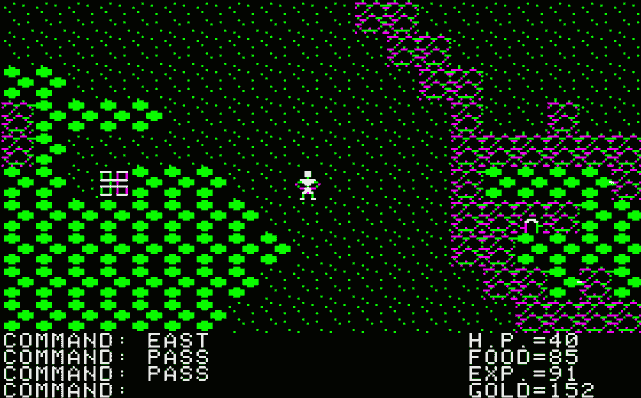 COMMAND: EAST
COMMAND: PASS
COMMAND: PASS
COMMAND:
H.P.=40
FOOD=85
EXP.=91
GOLD=152